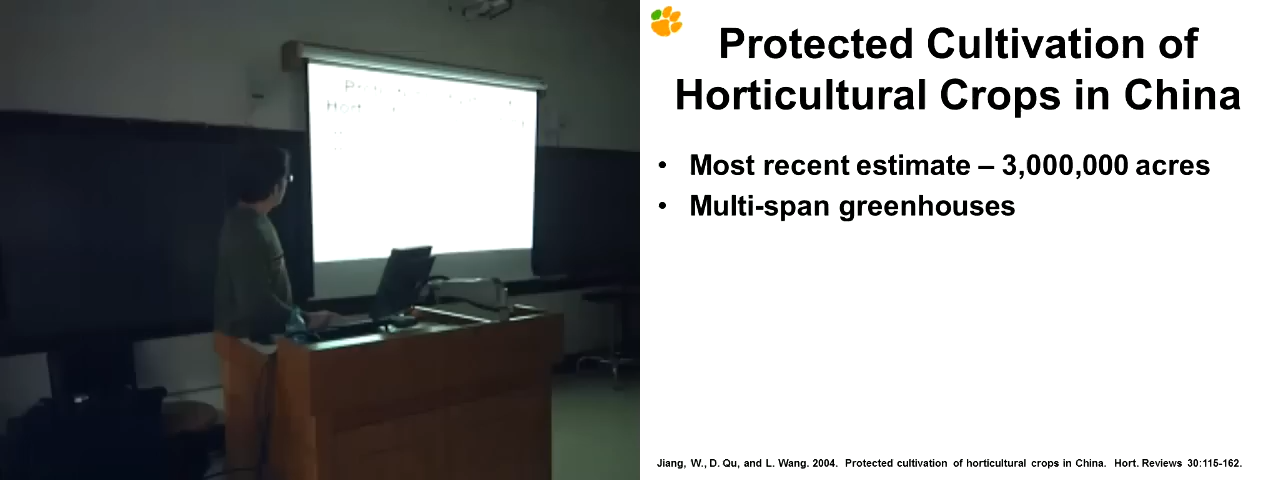 Protected Cultivation of
Horticultural Crops in China
• Most recent estimate – 3,000,000 acres
• Multi-span greenhouses
Jiang, W., D. Qu, and L. Wang. 2004. Protected cultivation of horticultural crops in China. Hort. Reviews 30:115-162.